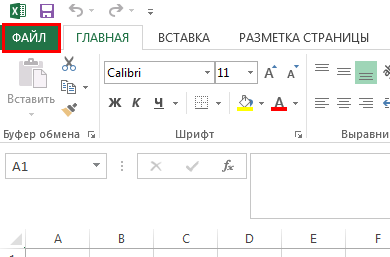 ФАЙЛ ГЛАВНАЯ ВСТАВКА РАЗМЕТКА СТРАНИЦЫ
Calibri 11 А А
Вставить
Ж К Ч А
Буфер обмена Шрифт Выравни
A1 fx
A B C D E F